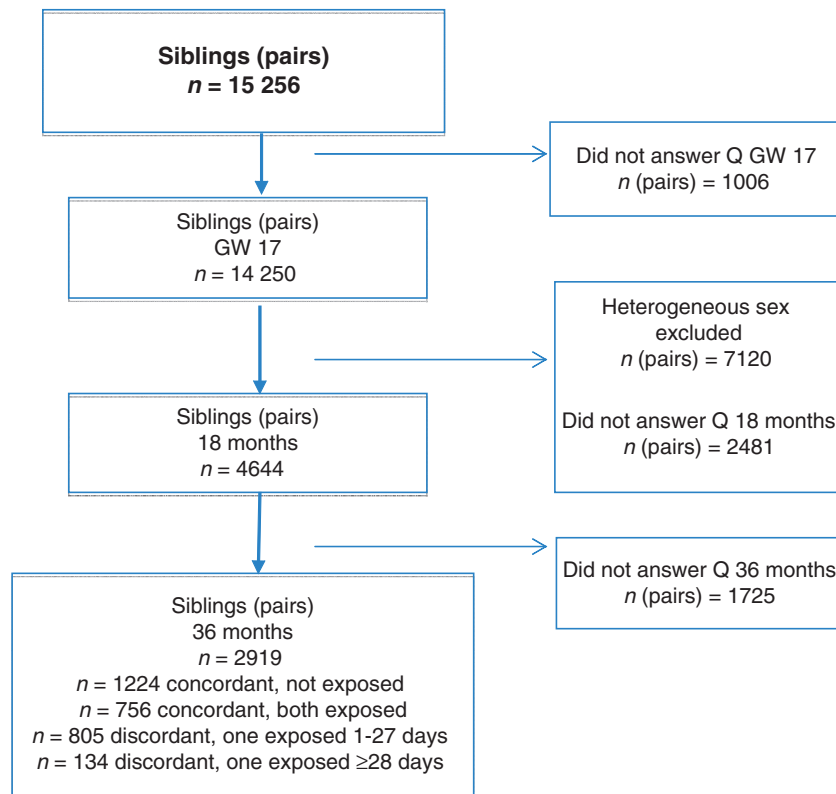 Siblings (pairs)
n = 15 256
Did not answer Q GW 17
n (pairs) = 1006
Siblings (pairs)
GW 17
n = 14 250
Heterogeneous sex
excluded
n (pairs) = 7120
Did not answer Q 18 months
n (pairs) = 2481
Siblings (pairs)
18 months
n = 4644
Did not answer Q 36 months
n (pairs) = 1725
Siblings (pairs)
36 months
n = 2919
n = 1224 concordant, not exposed
n = 756 concordant, both exposed
n = 805 discordant, one exposed 1-27 days
n = 134 discordant, one exposed ≥28 days